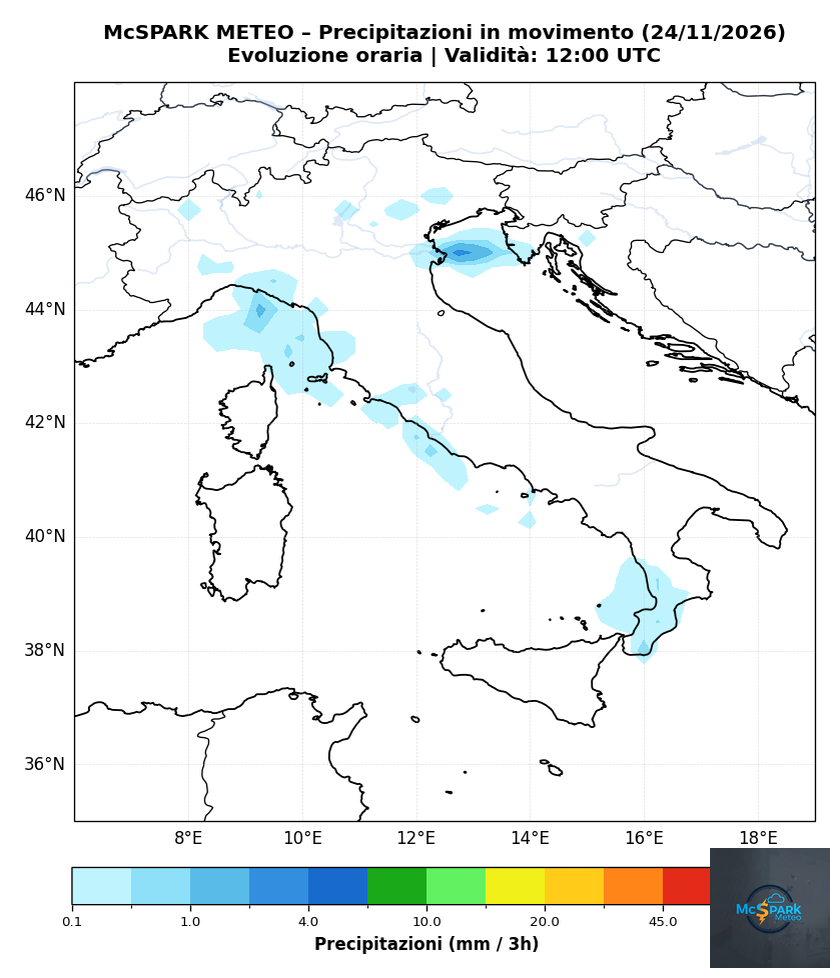 McSPARK METEO – Precipitazioni in movimento (24/11/2026)
Evoluzione oraria | Validità: 12:00 UTC
46°N
44°N
42°N
40°N
38°N
36°N
8°E 10°E 12°E 14°E 16°E 18°E
0.1 1.0 4.0 10.0 20.0 45.0
Precipitazioni (mm / 3h)
McSPARK
Meteo